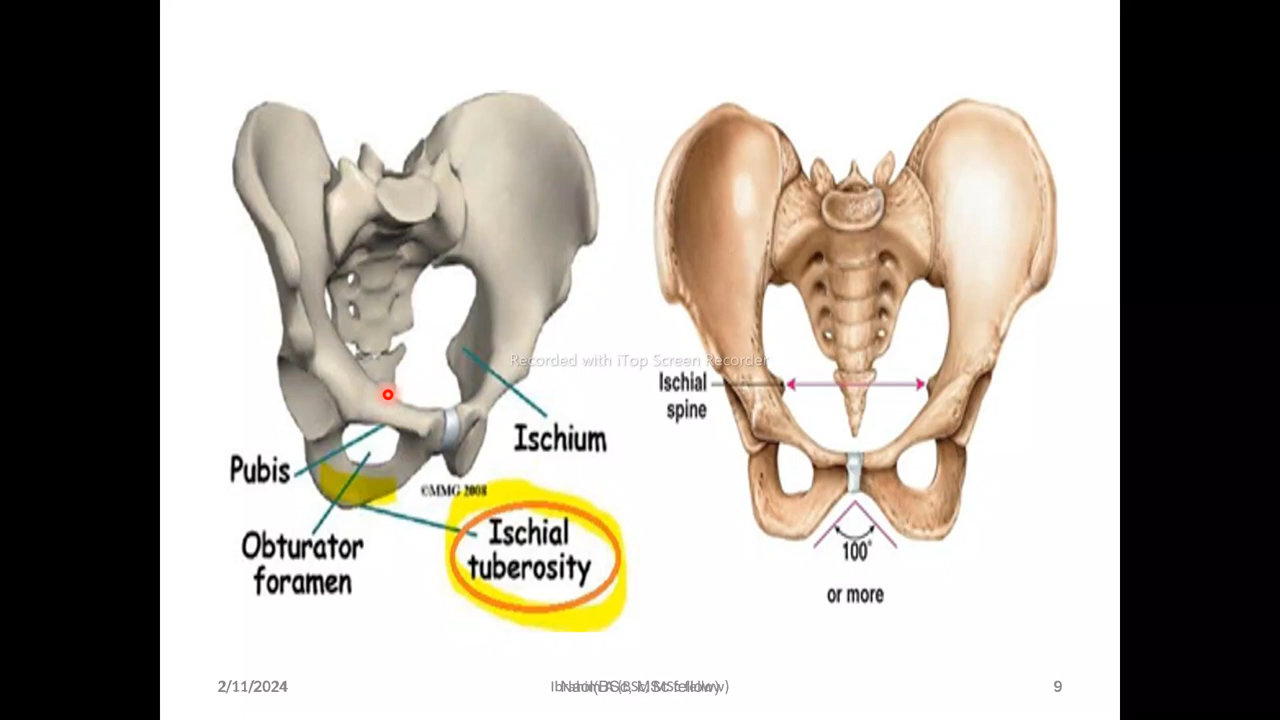 Recorded with iTop Screen Recorder
Ischium
Pubis
©MMG 2008
Obturator
foramen
Ischial
tuberosity
Ischial
spine
100°
or more
2/11/2024
9